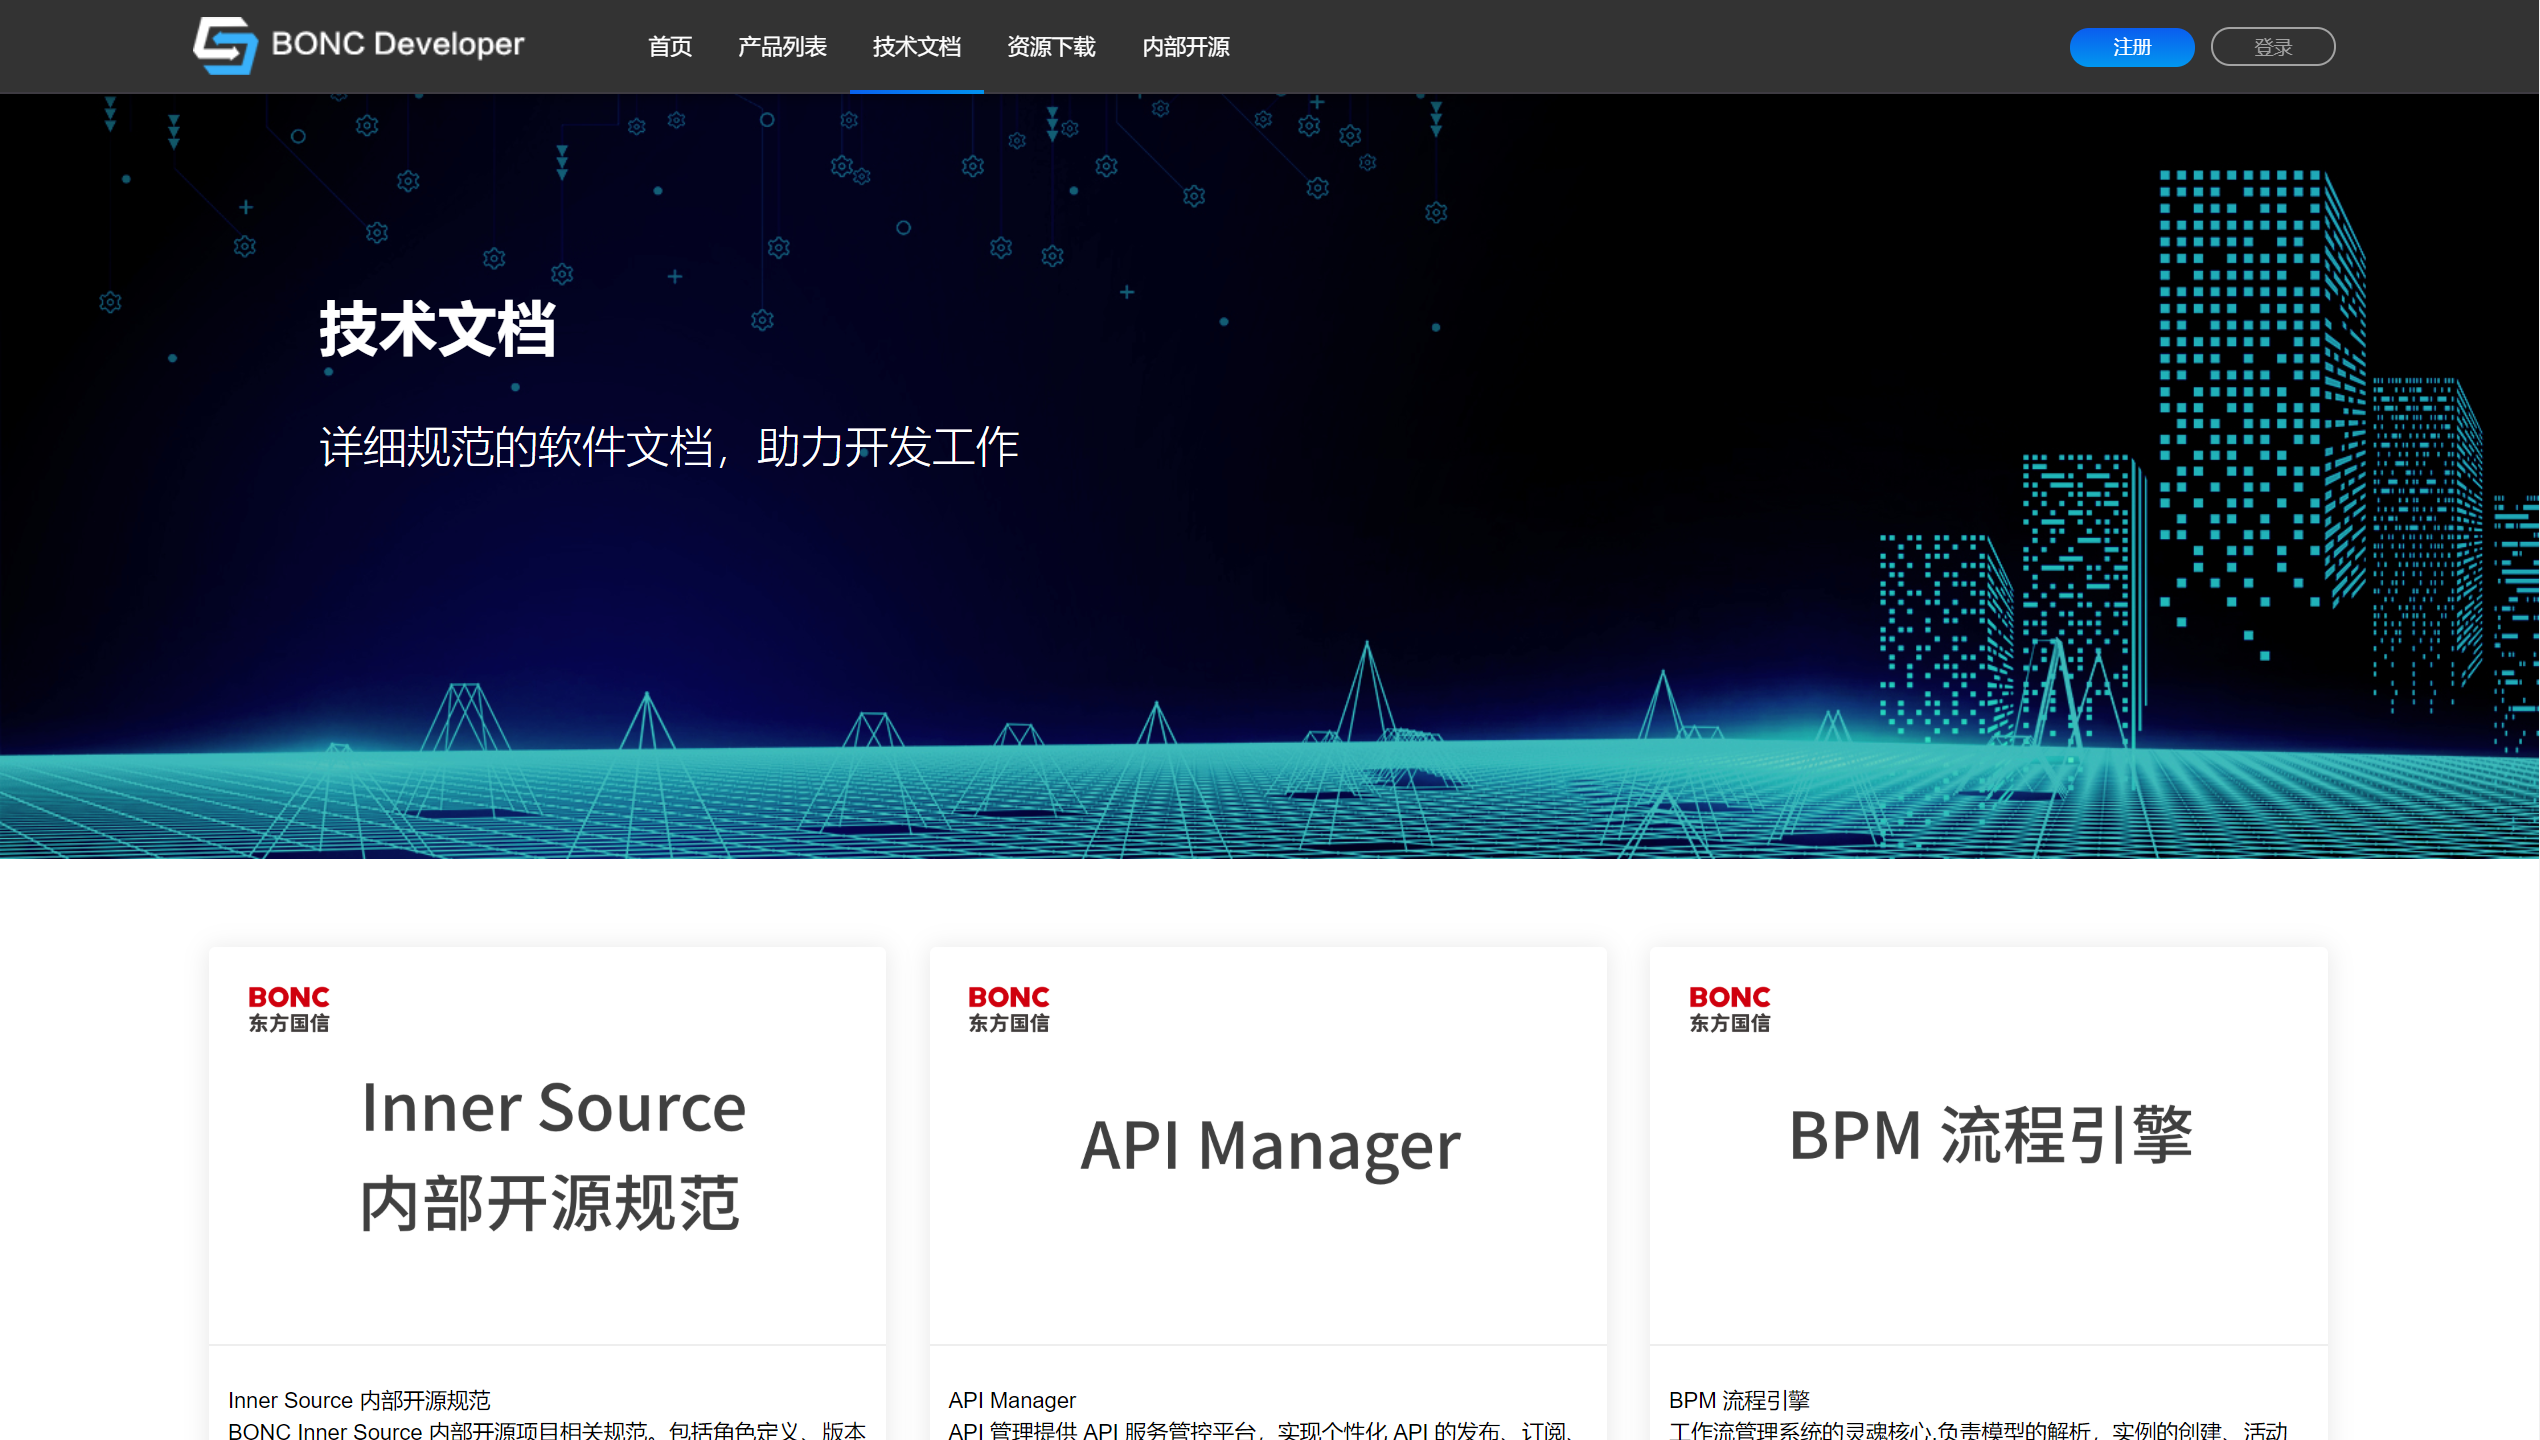 BONC Developer
首页 产品列表 技术文档 资源下载 内部开源
注册 登录
技术文档
详细规范的软件文档，助力开发工作
BONC
东方国信
Inner Source
内部开源规范
Inner Source 内部开源规范
BONC Inner Source 内部开源项目相关规范。包括角色定义、版本
BONC
东方国信
API Manager
API Manager
API 管理提供 API 服务管控平台，实现个性化 API 的发布、订阅、
BONC
东方国信
BPM 流程引擎
BPM 流程引擎
工作流管理系统的灵魂核心,负责模型的解析，实例的创建、活动